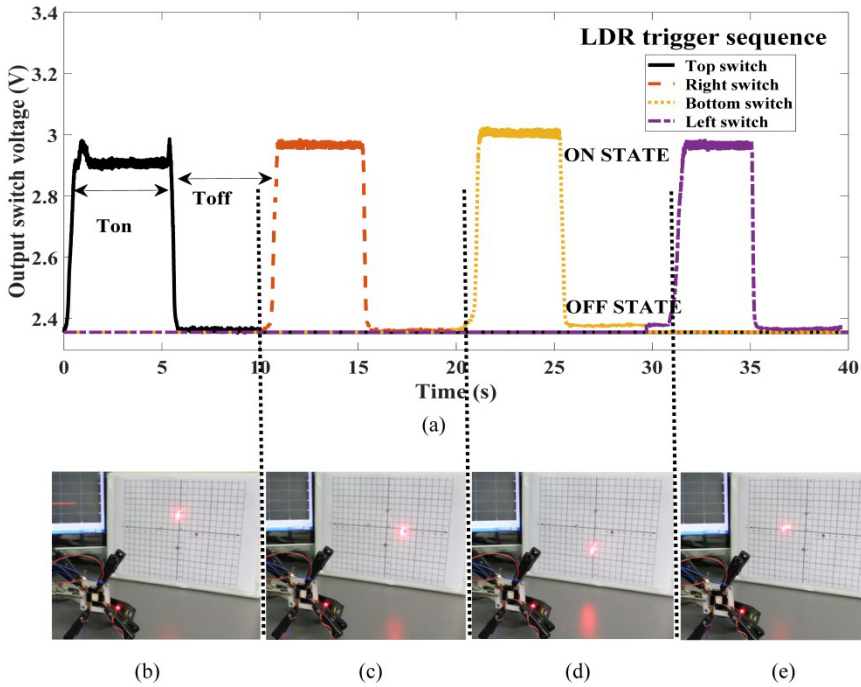 3.4
LDR trigger sequence
Top switch
Right switch
Bottom switch
Left switch
3.2
3
2.8
2.6
2.4
Output switch voltage (V)
ON STATE
Toff
Ton
OFF STATE
0 5 10 15 20 25 30 35 40
Time (s)
(a)
(b) (c) (d) (e)